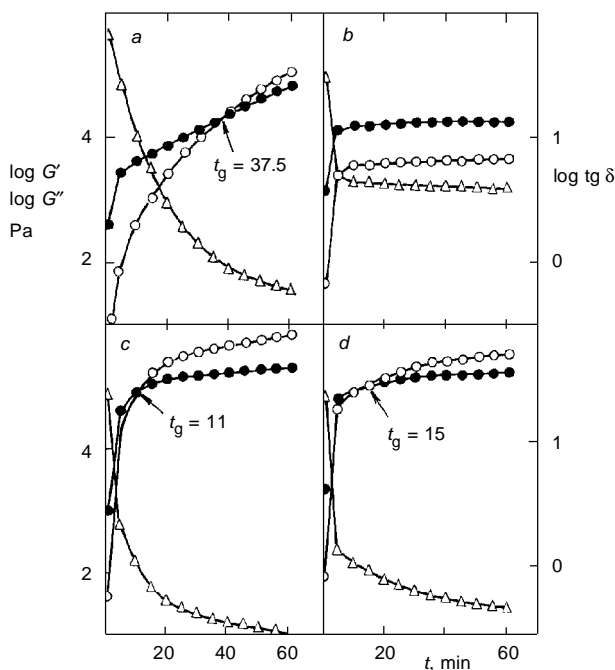 a
b
4
log G′
log G″
Pa
2
t_g = 37.5
1
log tg δ
0
c
d
4
2
t_g = 11
t_g = 15
1
0
20 40 60
20 40 60
t, min